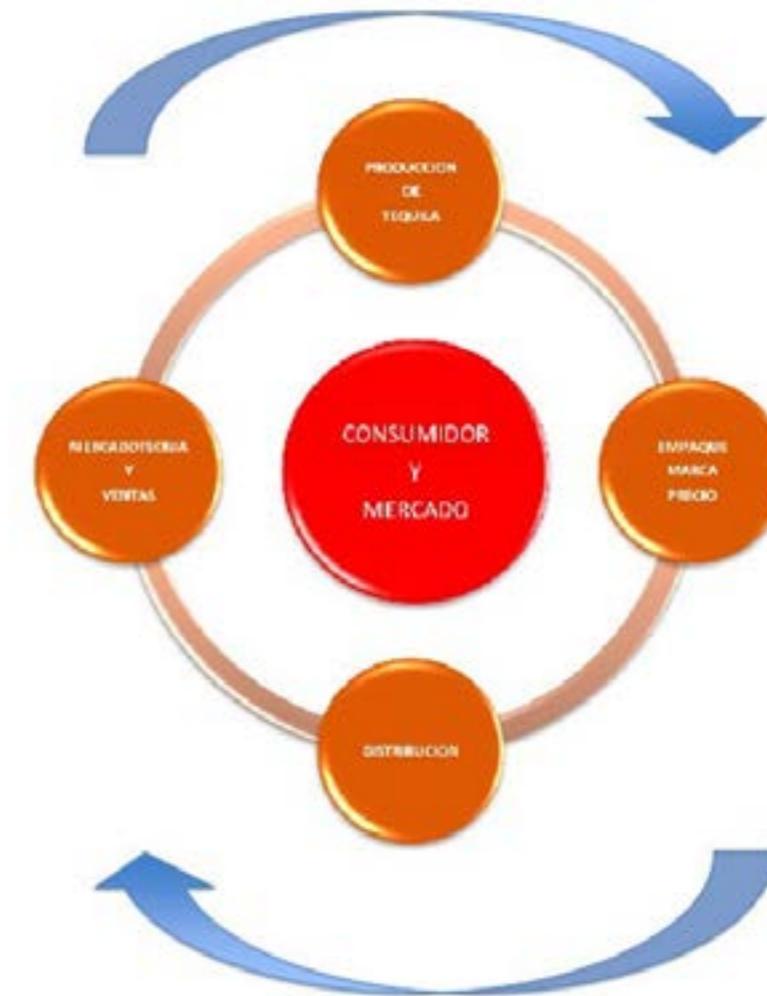 PRODUCCION
DE
TEQUILA
CONSUMIDOR
Y
MERCADO
MERCADOTECNIA
Y
VENTAS
EMPAQUE
MARCA
PRECIO
DISTRIBUCION